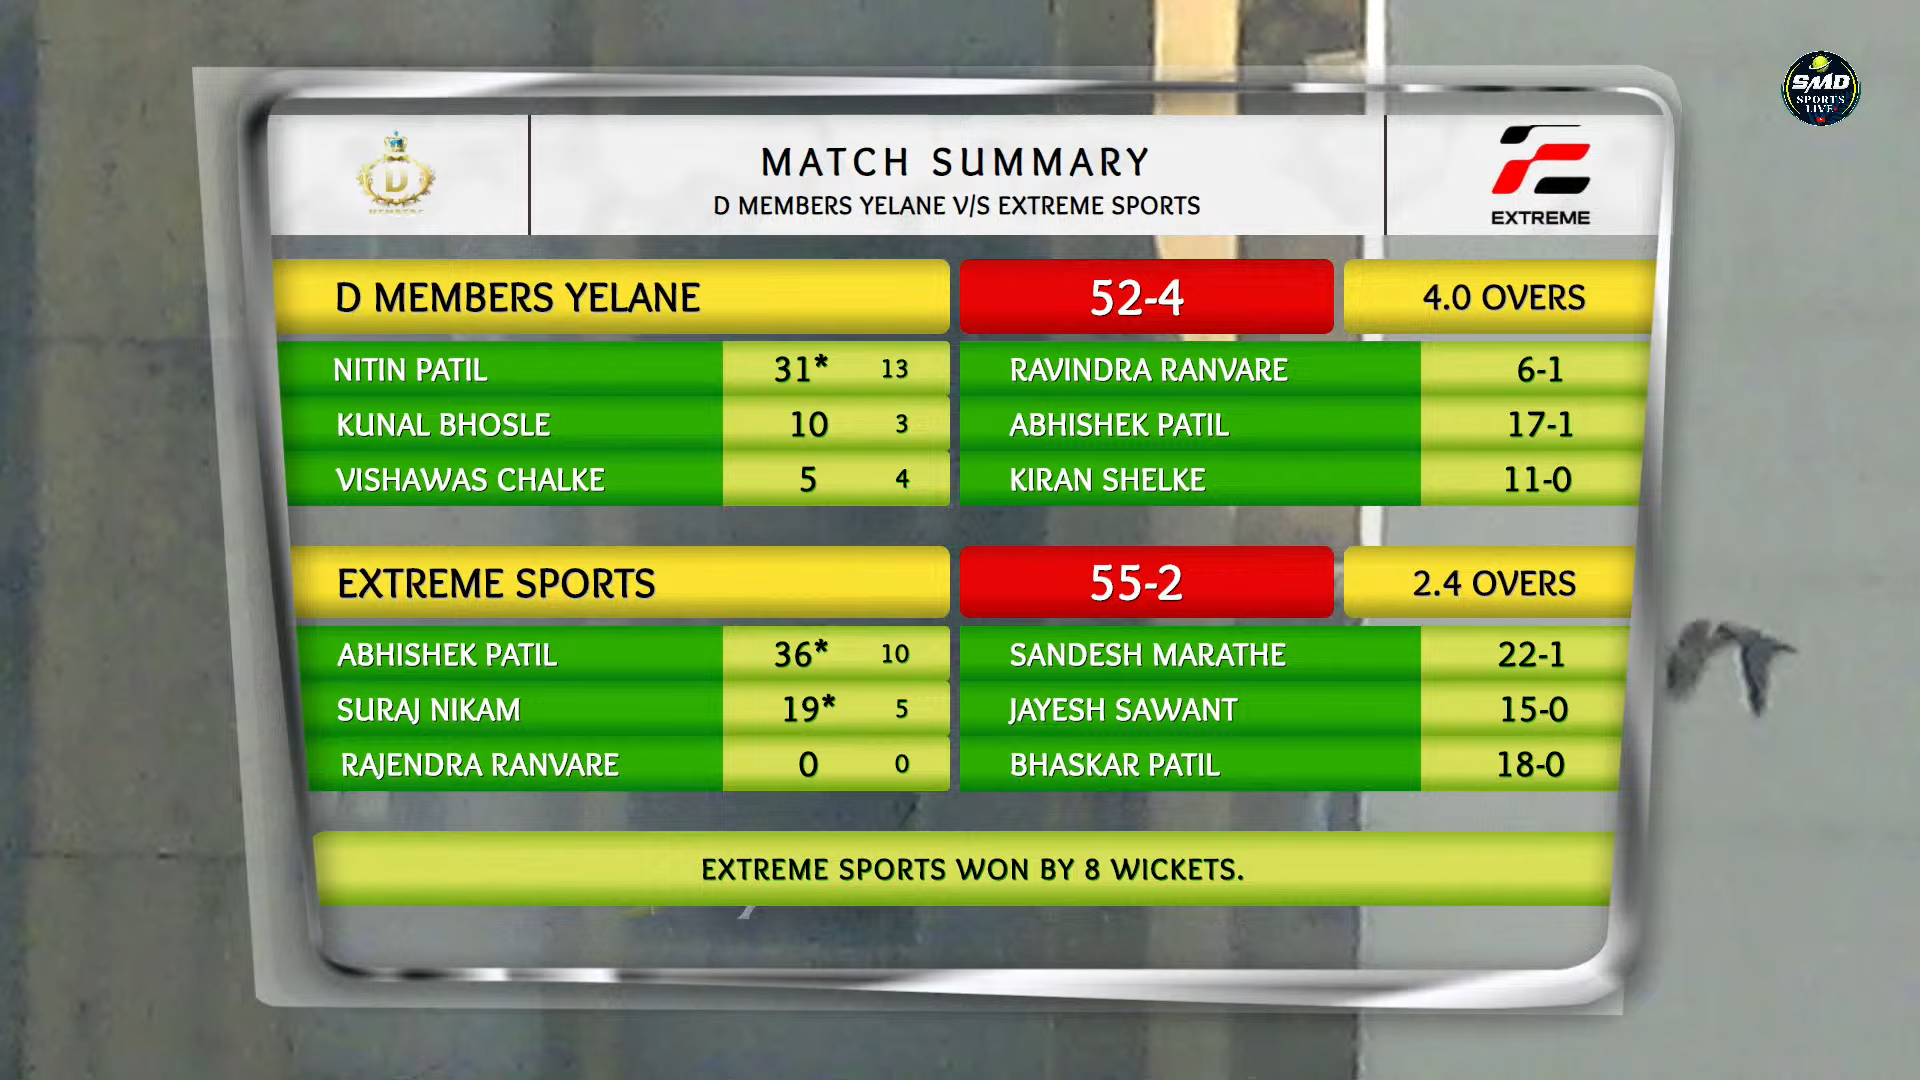 SMD
SPORTS
LIVE
D
MEMBERS
MATCH SUMMARY
D MEMBERS YELANE V/S EXTREME SPORTS
EXTREME
D MEMBERS YELANE 52-4 4.0 OVERS
NITIN PATIL 31* 13 RAVINDRA RANVARE 6-1
KUNAL BHOSLE 10 3 ABHISHEK PATIL 17-1
VISHAWAS CHALKE 5 4 KIRAN SHELKE 11-0
EXTREME SPORTS 55-2 2.4 OVERS
ABHISHEK PATIL 36* 10 SANDESH MARATHE 22-1
SURAJ NIKAM 19* 5 JAYESH SAWANT 15-0
RAJENDRA RANVARE 0 0 BHASKAR PATIL 18-0
EXTREME SPORTS WON BY 8 WICKETS.